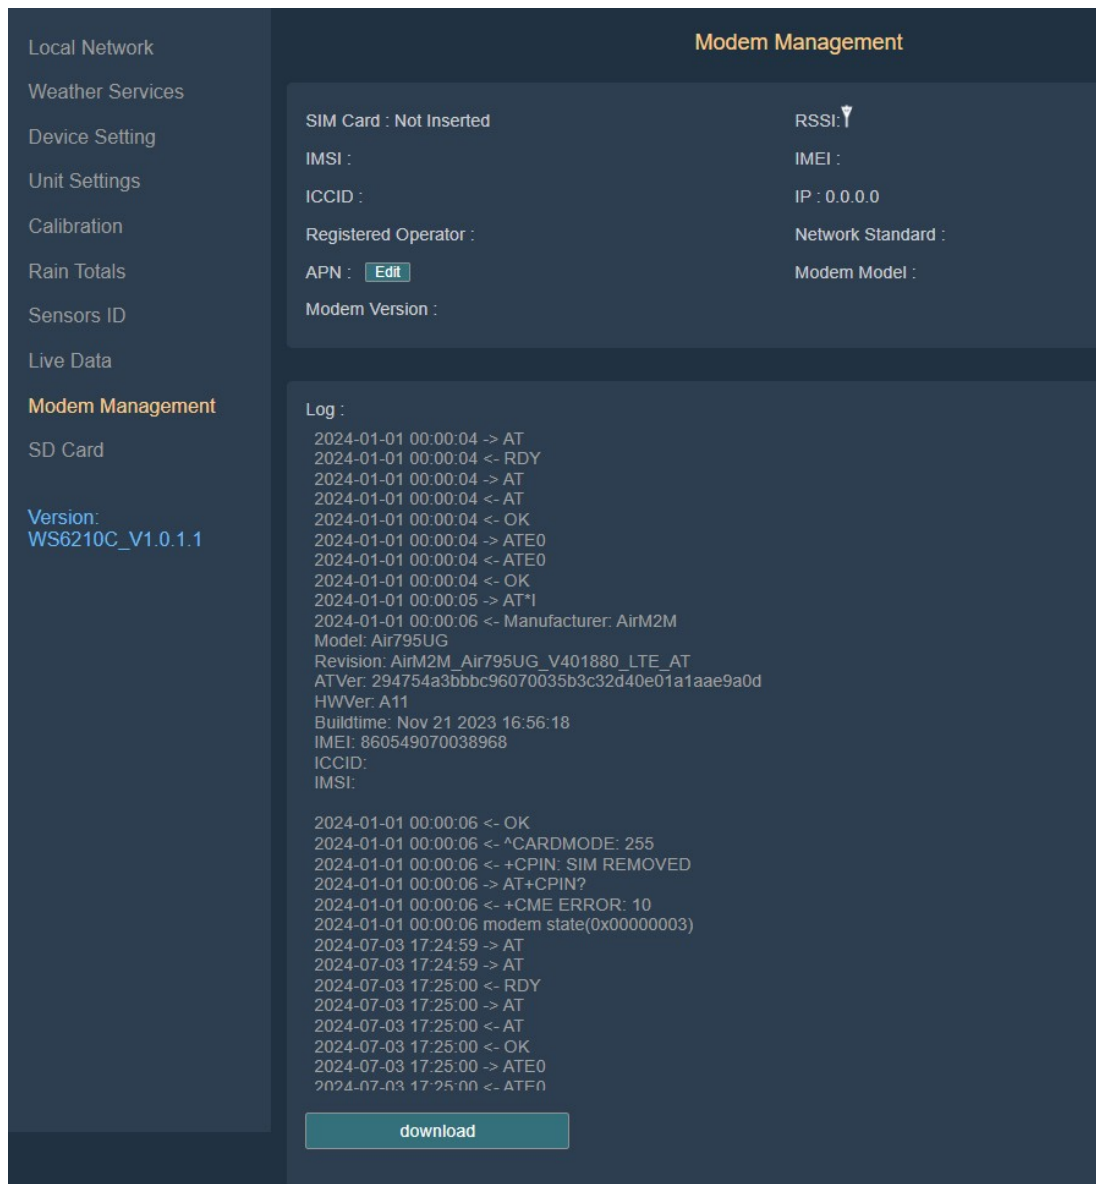 Local Network
Weather Services
Device Setting
Unit Settings
Calibration
Rain Totals
Sensors ID
Live Data
Modem Management
SD Card
Version:
WS6210C_V1.0.1.1
Modem Management
SIM Card : Not Inserted
RSSI:
IMSI :
IMEI :
ICCID :
IP : 0.0.0.0
Registered Operator :
Network Standard :
APN : Edit
Modem Model :
Modem Version :
Log :
2024-01-01 00:00:04 -> AT
2024-01-01 00:00:04 <- RDY
2024-01-01 00:00:04 -> AT
2024-01-01 00:00:04 <- AT
2024-01-01 00:00:04 <- OK
2024-01-01 00:00:04 -> ATE0
2024-01-01 00:00:04 <- ATE0
2024-01-01 00:00:04 <- OK
2024-01-01 00:00:05 -> AT*I
2024-01-01 00:00:06 <- Manufacturer: AirM2M
Model: Air795UG
Revision: AirM2M_Air795UG_V401880_LTE_AT
ATVer: 294754a3bbbc96070035b3c32d40e01a1aae9a0d
HWVer: A11
Buildtime: Nov 21 2023 16:56:18
IMEI: 860549070038968
ICCID:
IMSI:
2024-01-01 00:00:06 <- OK
2024-01-01 00:00:06 <- ^CARDMODE: 255
2024-01-01 00:00:06 <- +CPIN: SIM REMOVED
2024-01-01 00:00:06 -> AT+CPIN?
2024-01-01 00:00:06 <- +CME ERROR: 10
2024-01-01 00:00:06 modem state(0x00000003)
2024-07-03 17:24:59 -> AT
2024-07-03 17:24:59 -> AT
2024-07-03 17:25:00 <- RDY
2024-07-03 17:25:00 -> AT
2024-07-03 17:25:00 <- AT
2024-07-03 17:25:00 <- OK
2024-07-03 17:25:00 -> ATE0
2024-07-03 17:25:00 <- ATE0
download